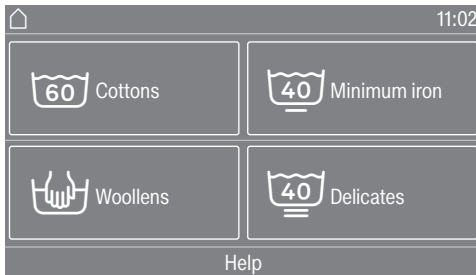 11:02
60 Cottons
40 Minimum iron
Woollens
40 Delicates
Help